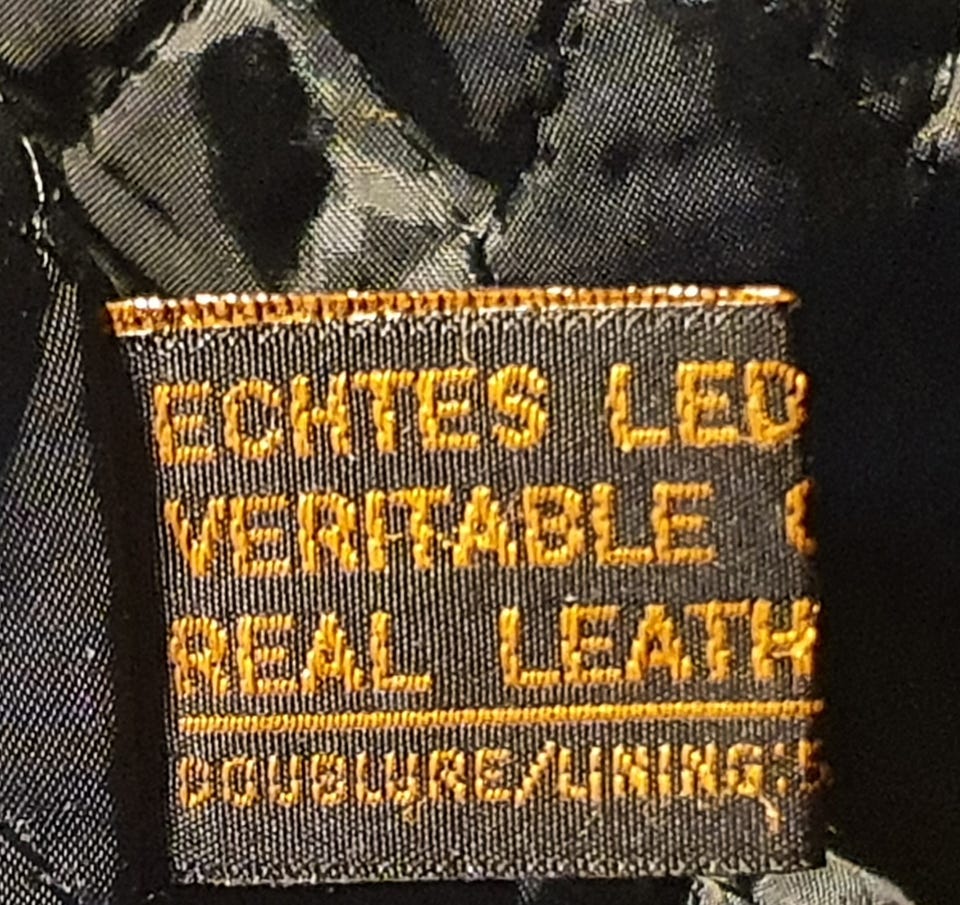 ECHTES LED
VERITABLE C
REAL LEATH
DOUBLURE/LINING: